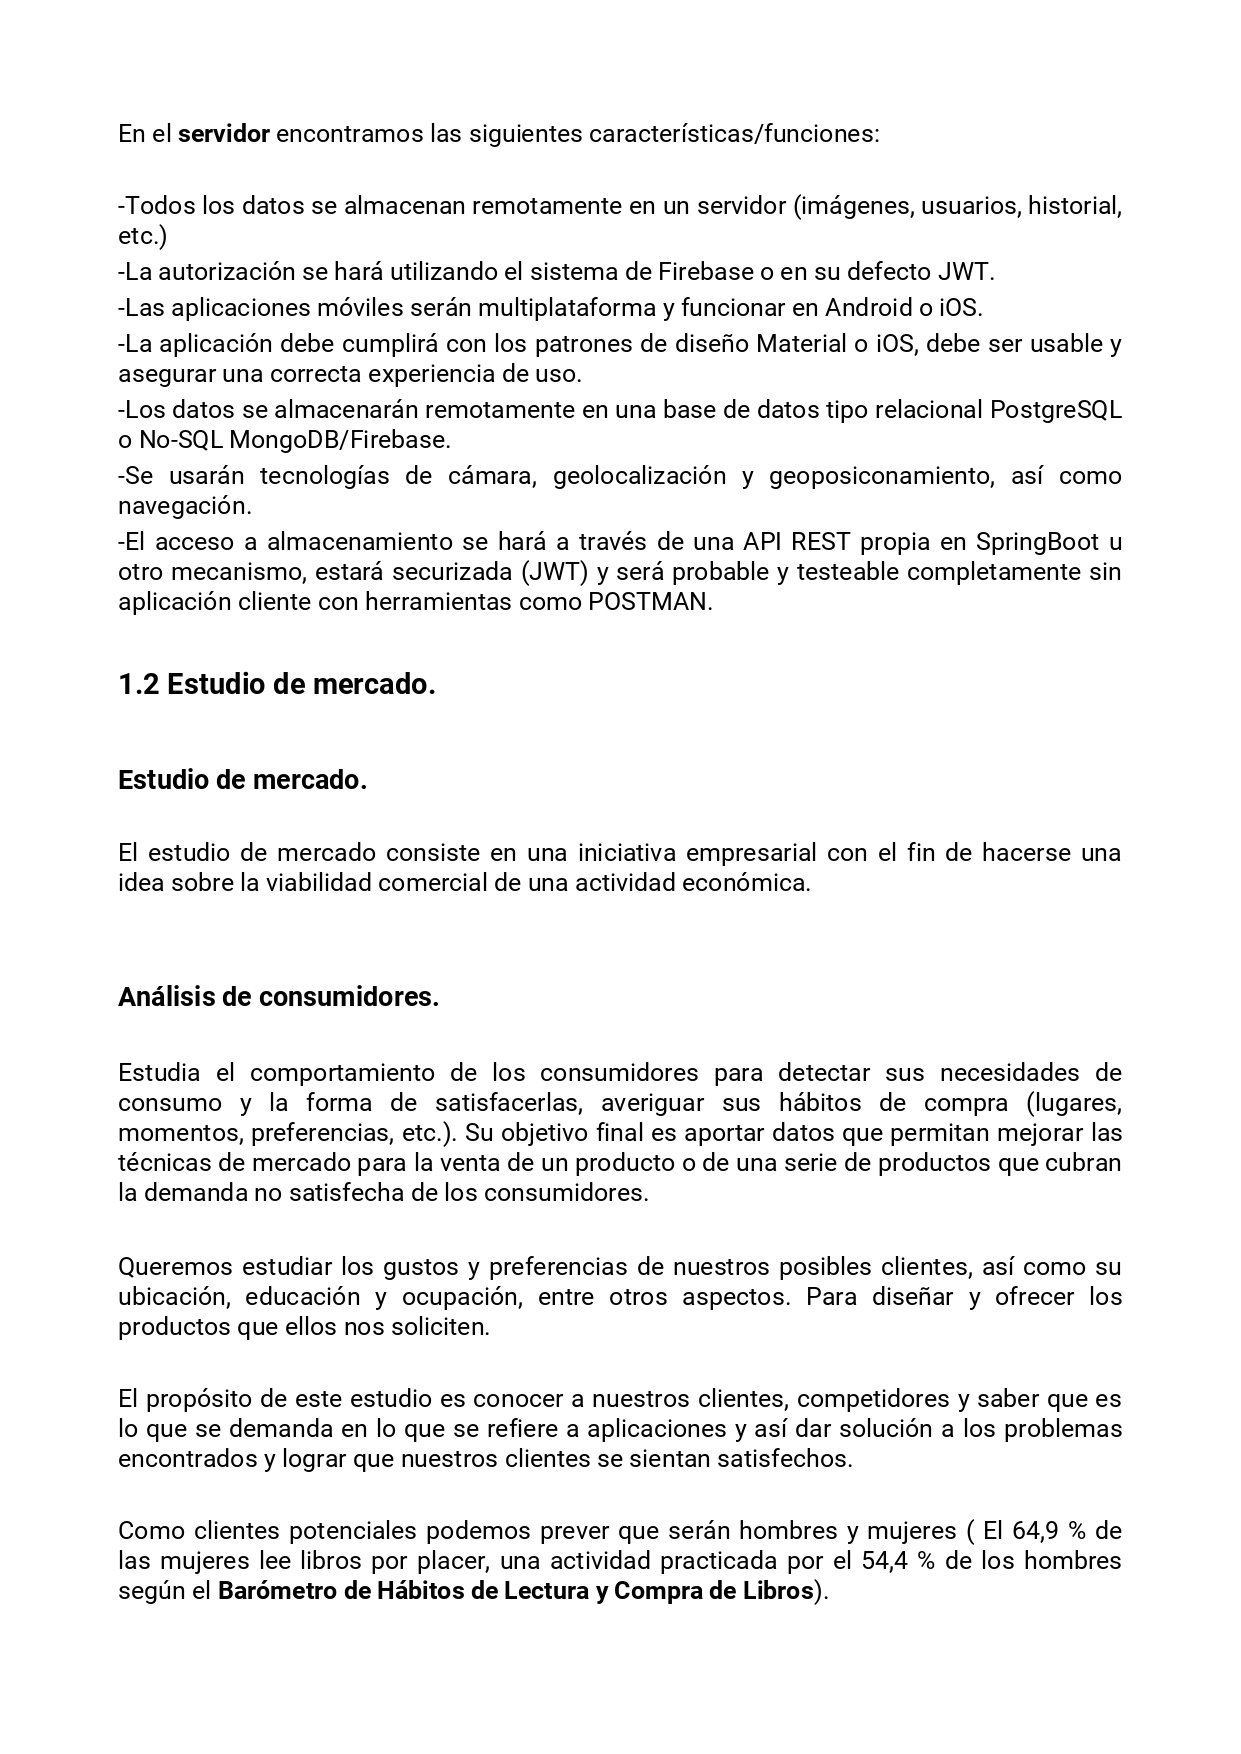 En el servidor encontramos las siguientes características/funciones:
-Todos los datos se almacenan remotamente en un servidor (imágenes, usuarios, historial,
etc.)
-La autorización se hará utilizando el sistema de Firebase o en su defecto JWT.
-Las aplicaciones móviles serán multiplataforma y funcionar en Android o iOS.
-La aplicación debe cumplirá con los patrones de diseño Material o iOS, debe ser usable y
asegurar una correcta experiencia de uso.
-Los datos se almacenarán remotamente en una base de datos tipo relacional PostgreSQL
o No-SQL MongoDB/Firebase.
-Se usarán tecnologías de cámara, geolocalización y geoposiconamiento, así como
navegación.
-El acceso a almacenamiento se hará a través de una API REST propia en SpringBoot u
otro mecanismo, estará securizada (JWT) y será probable y testeable completamente sin
aplicación cliente con herramientas como POSTMAN.
1.2 Estudio de mercado.
Estudio de mercado.
El estudio de mercado consiste en una iniciativa empresarial con el fin de hacerse una
idea sobre la viabilidad comercial de una actividad económica.
Análisis de consumidores.
Estudia el comportamiento de los consumidores para detectar sus necesidades de
consumo y la forma de satisfacerlas, averiguar sus hábitos de compra (lugares,
momentos, preferencias, etc.). Su objetivo final es aportar datos que permitan mejorar las
técnicas de mercado para la venta de un producto o de una serie de productos que cubran
la demanda no satisfecha de los consumidores.
Queremos estudiar los gustos y preferencias de nuestros posibles clientes, así como su
ubicación, educación y ocupación, entre otros aspectos. Para diseñar y ofrecer los
productos que ellos nos soliciten.
El propósito de este estudio es conocer a nuestros clientes, competidores y saber que es
lo que se demanda en lo que se refiere a aplicaciones y así dar solución a los problemas
encontrados y lograr que nuestros clientes se sientan satisfechos.
Como clientes potenciales podemos prever que serán hombres y mujeres ( El 64,9 % de
las mujeres lee libros por placer, una actividad practicada por el 54,4 % de los hombres
según el Barómetro de Hábitos de Lectura y Compra de Libros).